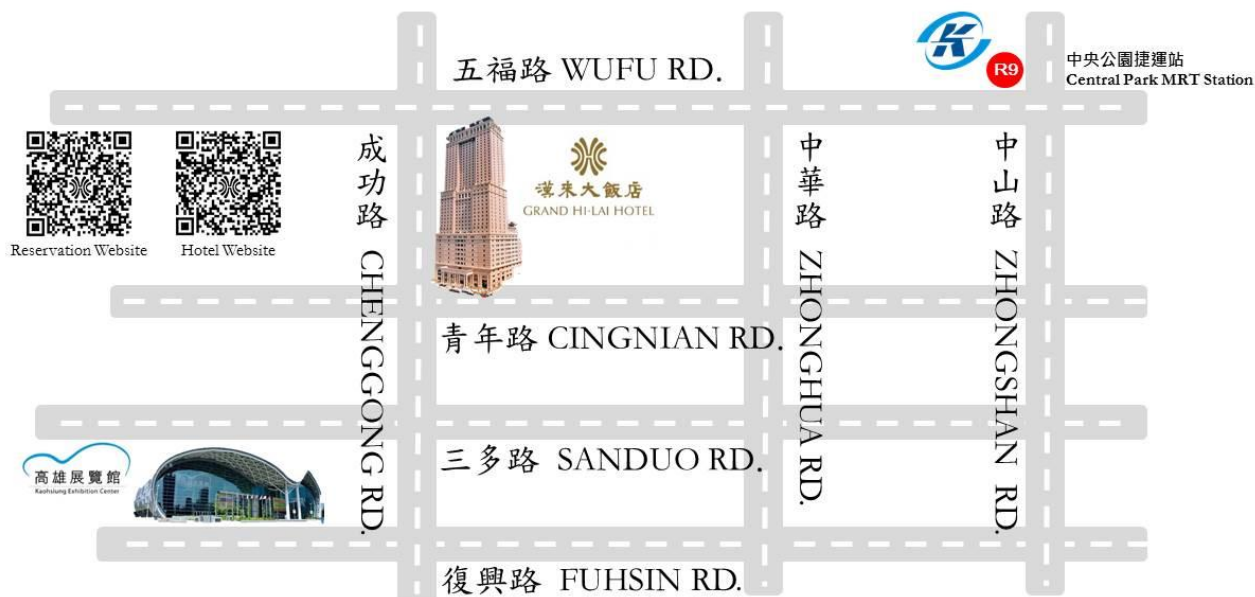 五福路 WUFU RD.
R9
中央公園捷運站
Central Park MRT Station
Reservation Website
Hotel Website
成功路 CHENGGONG RD.
漢來大飯店
GRAND HI-LAI HOTEL
中華路 ZHONGHUA RD.
中山路 ZHONGSHAN RD.
青年路 CINGNIAN RD.
高雄展覽館
Kaohsiung Exhibition Center
三多路 SANDUO RD.
復興路 FUHSIN RD.